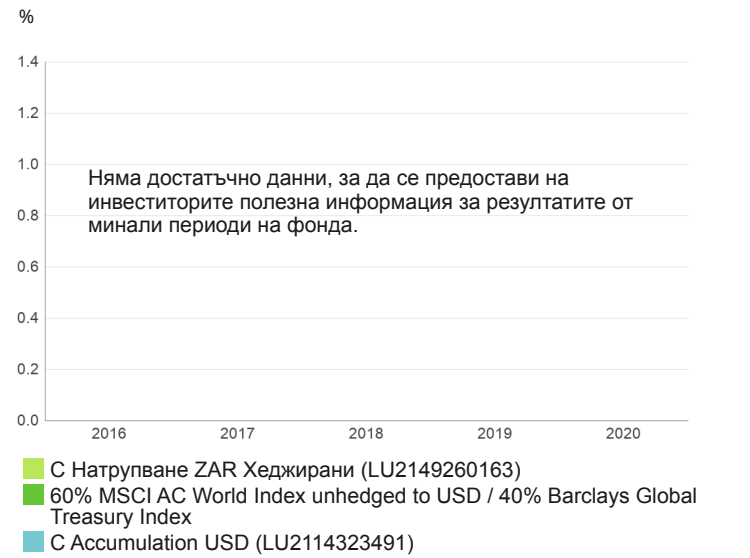 %
1.4
1.2
1.0
Няма достатъчно данни, за да се предостави на
инвеститорите полезна информация за резултатите от
минали периоди на фонда.
0.8
0.6
0.4
0.2
0.0
2016 2017 2018 2019 2020
С Натрупване ZAR Хеджирани (LU2149260163)
60% MSCI AC World Index unhedged to USD / 40% Barclays Global
Treasury Index
C Accumulation USD (LU2114323491)